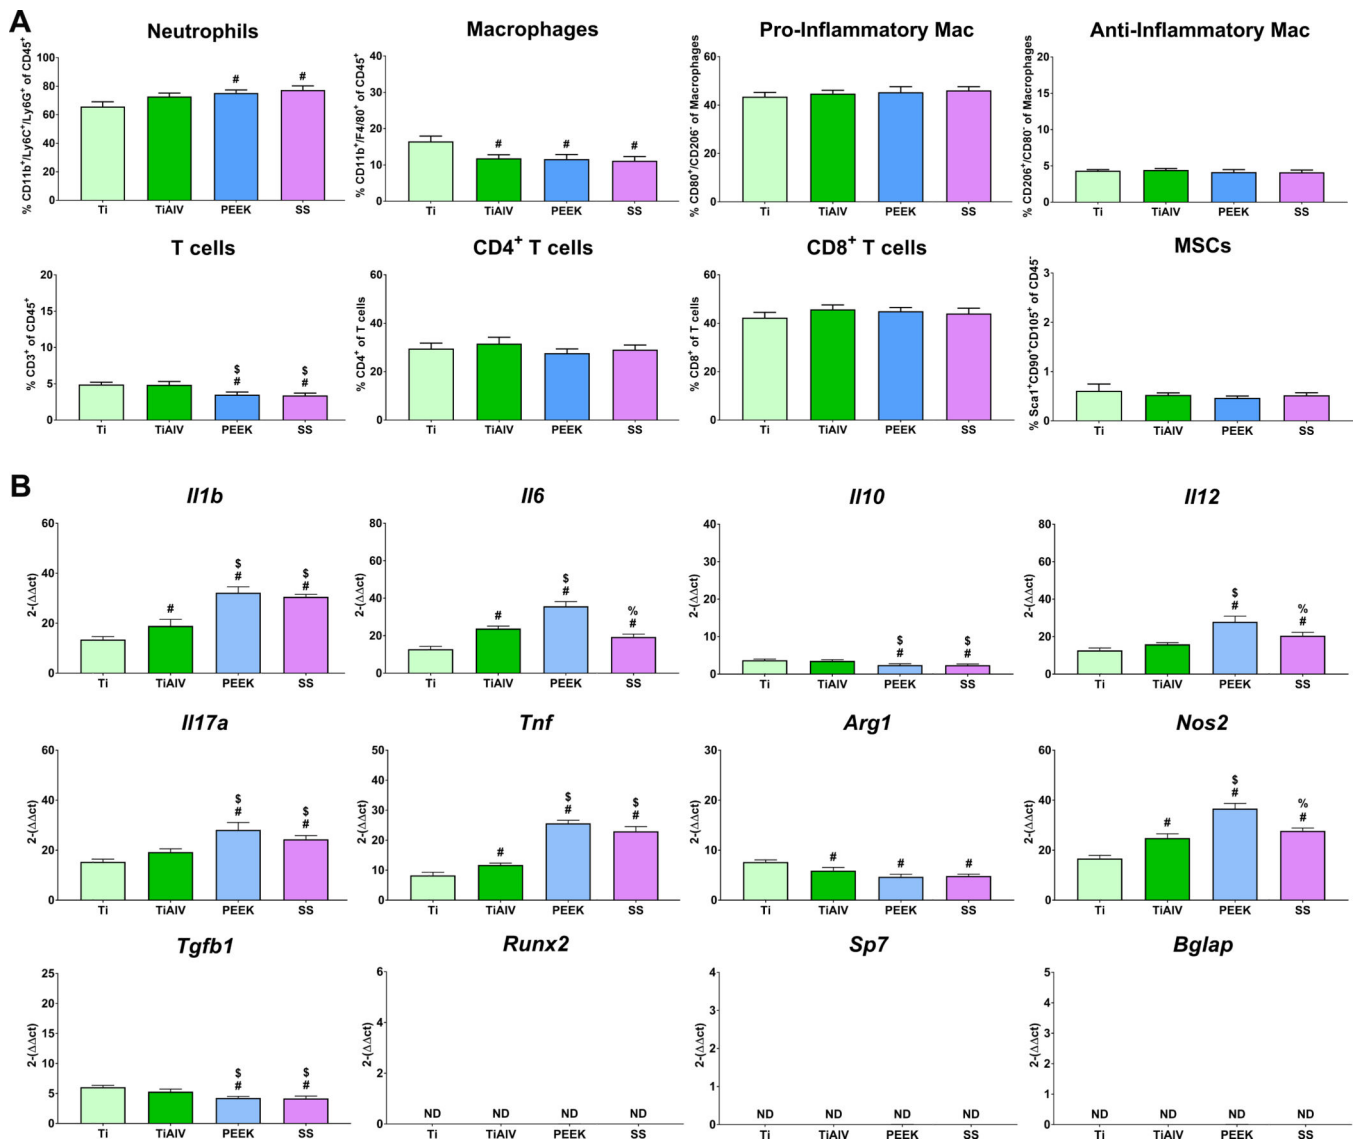 A
Neutrophils
Macrophages
Pro-Inflammatory Mac
Anti-Inflammatory Mac
% CD11b⁺/Ly6C⁺/Ly6G⁺ of CD45⁺
100
80
60
40
20
0
# #
Ti TiAlV PEEK SS
% CD11b⁺/F4/80⁺ of CD45⁺
40
30
20
10
0
# # #
Ti TiAlV PEEK SS
% CD80⁺/CD206⁻ of Macrophages
60
40
20
0
Ti TiAlV PEEK SS
% CD206⁺/CD80⁻ of Macrophages
20
15
10
5
0
Ti TiAlV PEEK SS
T cells
CD4⁺ T cells
CD8⁺ T cells
MSCs
% CD3⁺ of CD45⁺
20
15
10
5
0
$ $
# #
Ti TiAlV PEEK SS
% CD4⁺ of T cells
60
40
20
0
Ti TiAlV PEEK SS
% CD8⁺ of T cells
60
40
20
0
Ti TiAlV PEEK SS
% Sca1⁺CD90⁺CD105⁺ of CD45⁻
3
2
1
0
Ti TiAlV PEEK SS
B
Il1b
Il6
Il10
Il12
2-(ΔΔct)
60
40
20
0
$ $
# # #
Ti TiAlV PEEK SS
2-(ΔΔct)
80
60
40
20
0
$ %
# # #
Ti TiAlV PEEK SS
2-(ΔΔct)
40
30
20
10
0
$ $
# #
Ti TiAlV PEEK SS
2-(ΔΔct)
80
60
40
20
0
$ %
# #
Ti TiAlV PEEK SS
Il17a
Tnf
Arg1
Nos2
2-(ΔΔct)
60
40
20
0
$ $
# #
Ti TiAlV PEEK SS
2-(ΔΔct)
50
40
30
20
10
0
$ $
# # #
Ti TiAlV PEEK SS
2-(ΔΔct)
30
20
10
0
# # #
Ti TiAlV PEEK SS
2-(ΔΔct)
60
40
20
0
$ %
# # #
Ti TiAlV PEEK SS
Tgfb1
Runx2
Sp7
Bglap
2-(ΔΔct)
25
20
15
10
5
0
$ $
# #
Ti TiAlV PEEK SS
2-(ΔΔct)
6
4
2
0
ND ND ND ND
Ti TiAlV PEEK SS
2-(ΔΔct)
4
3
2
1
0
ND ND ND ND
Ti TiAlV PEEK SS
2-(ΔΔct)
5
4
3
2
1
0
ND ND ND ND
Ti TiAlV PEEK SS